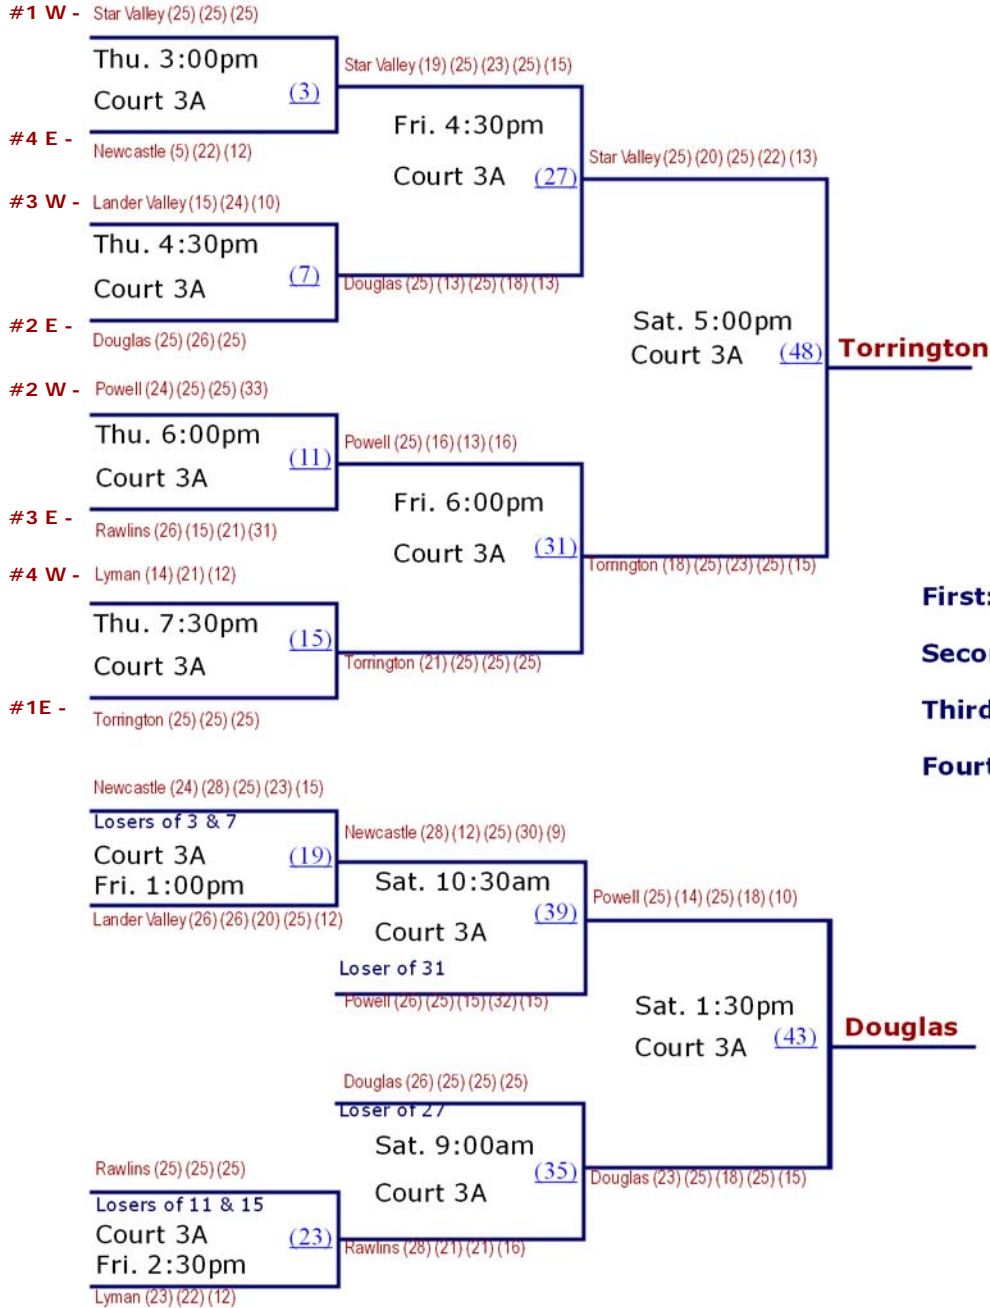 #1 W - Star Valley (25) (25) (25)
Thu. 3:00pm
Court 3A (3)
#4 E - Newcastle (5) (22) (12)
Star Valley (19) (25) (23) (25) (15)
Fri. 4:30pm
Court 3A (27)
#3 W - Lander Valley (15) (24) (10)
Thu. 4:30pm
Court 3A (7)
#2 E - Douglas (25) (26) (25)
Douglas (25) (13) (25) (18) (13)
Star Valley (25) (20) (25) (22) (13)
Sat. 5:00pm
Court 3A (48)
Torrington
#2 W - Powell (24) (25) (25) (33)
Thu. 6:00pm
Court 3A (11)
#3 E - Rawlins (26) (15) (21) (31)
Powell (25) (16) (13) (16)
Fri. 6:00pm
Court 3A (31)
#4 W - Lyman (14) (21) (12)
Thu. 7:30pm
Court 3A (15)
#1E - Torrington (25) (25) (25)
Torrington (21) (25) (25) (25)
Torrington (18) (25) (23) (25) (15)
First:
Secon
Third
Fourt
Newcastle (24) (28) (25) (23) (15)
Losers of 3 & 7
Court 3A (19)
Fri. 1:00pm
Lander Valley (26) (26) (20) (25) (12)
Newcastle (28) (12) (25) (30) (9)
Sat. 10:30am
Court 3A (39)
Loser of 31
Powell (26) (25) (15) (32) (15)
Powell (25) (14) (25) (18) (10)
Sat. 1:30pm
Court 3A (43)
Douglas
Douglas (26) (25) (25) (25)
Loser of 27
Sat. 9:00am
Court 3A (35)
Douglas (23) (25) (18) (25) (15)
Rawlins (25) (25) (25)
Losers of 11 & 15
Court 3A (23)
Fri. 2:30pm
Lyman (23) (22) (12)
Rawlins (28) (21) (21) (16)